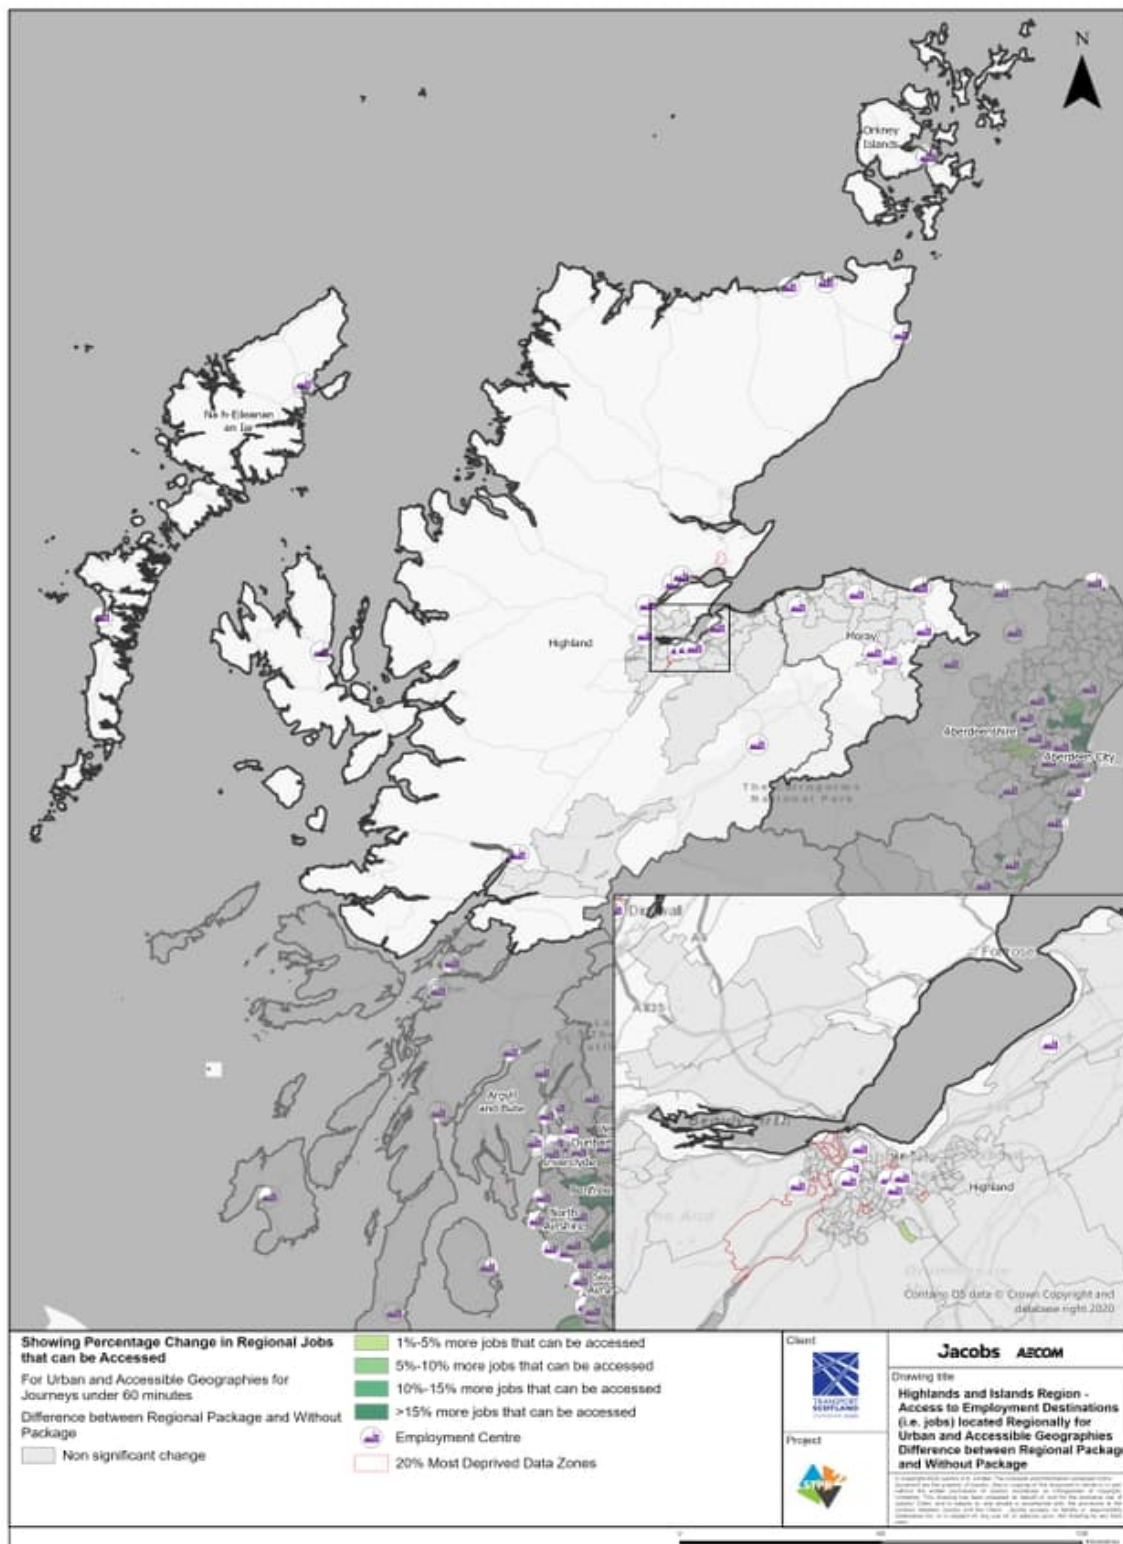 N
Orkney
Islands
Na h-Eileanan
an Iar
Highland
Moray
Aberdeenshire
Aberdeen City
The Cairngorms
National Park
Argyll
and Bute
North
Ayrshire
Dingwall
A835
Fortrose
Highland
Contains OS data © Crown Copyright and
database right 2020
Showing Percentage Change in Regional Jobs
that can be Accessed
For Urban and Accessible Geographies for
Journeys under 60 minutes
Difference between Regional Package and Without
Package
Non significant change
1%-5% more jobs that can be accessed
5%-10% more jobs that can be accessed
10%-15% more jobs that can be accessed
>15% more jobs that can be accessed
Employment Centre
20% Most Deprived Data Zones
Client
TRANSPORT
SCOTLAND
Project
Jacobs AECOM
Drawing title
Highlands and Islands Region -
Access to Employment Destinations
(i.e. jobs) located Regionally for
Urban and Accessible Geographies
Difference between Regional Package
and Without Package